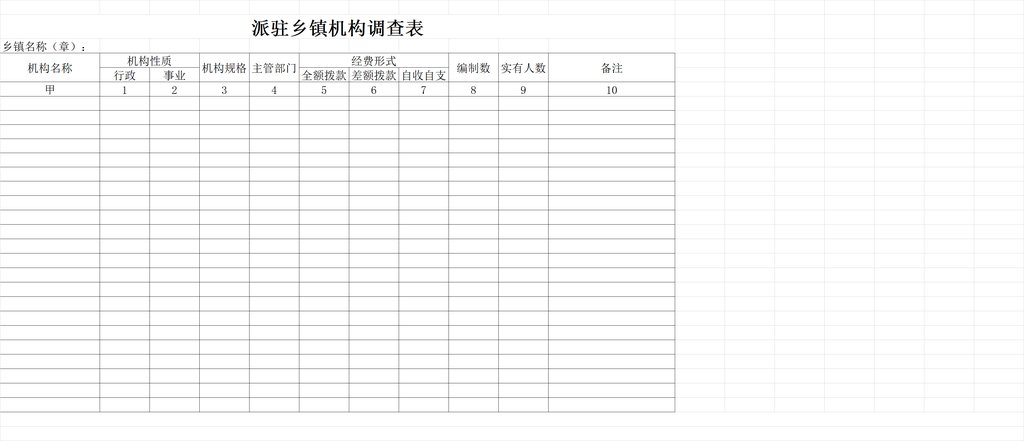 派驻乡镇机构调查表
乡镇名称（章）：
机构名称 机构性质 机构规格 主管部门 经费形式 编制数 实有人数 备注
行政 事业 全额拨款 差额拨款 自收自支
甲 1 2 3 4 5 6 7 8 9 10